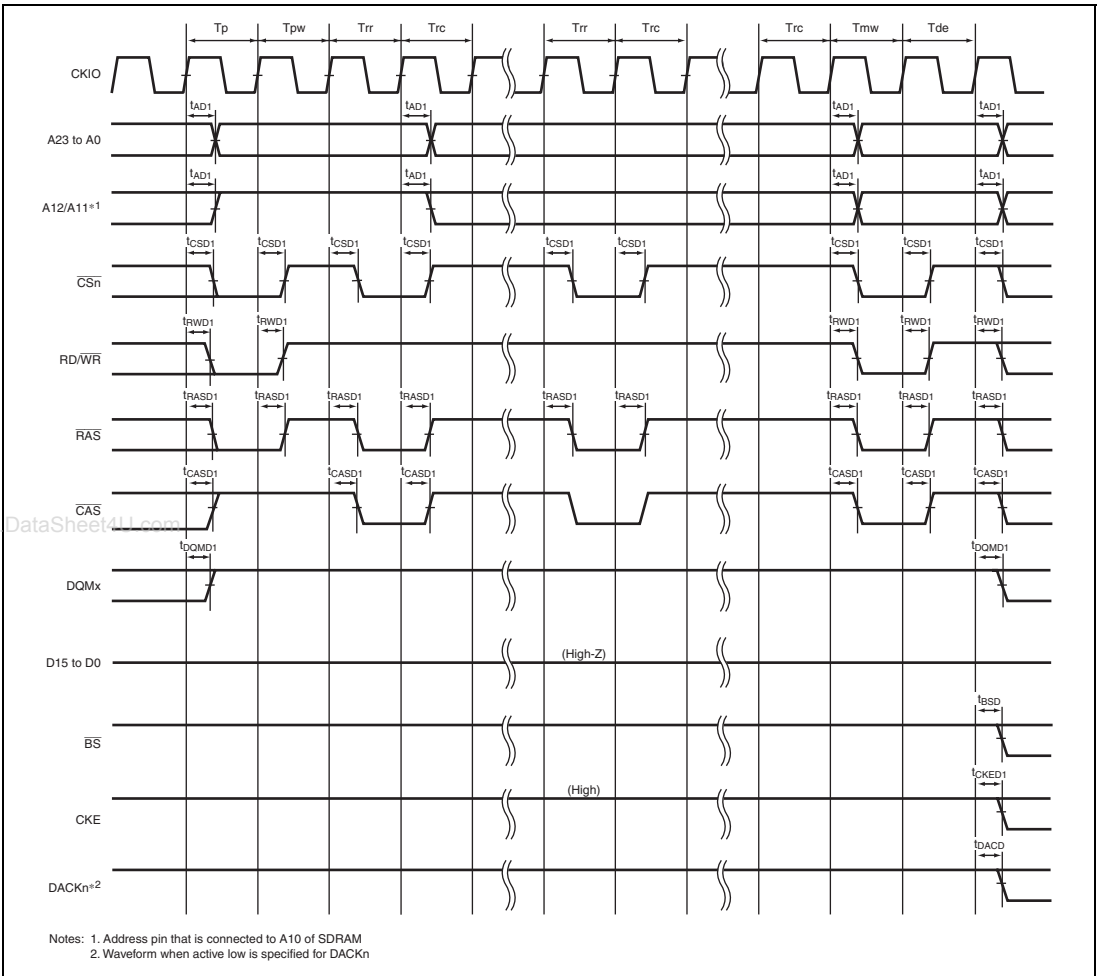 Tp Tpw Trr Trc Trr Trc Trc Tmw Tde
CKIO
tAD1 tAD1 tAD1 tAD1
A23 to A0
tAD1 tAD1 tAD1 tAD1
A12/A11*1
tCSD1 tCSD1 tCSD1 tCSD1 tCSD1 tCSD1 tCSD1 tCSD1 tCSD1
CSn
tRWD1 tRWD1 tRWD1 tRWD1 tRWD1
RD/WR
tRASD1 tRASD1 tRASD1 tRASD1 tRASD1 tRASD1 tRASD1 tRASD1 tRASD1
RAS
tCASD1 tCASD1 tCASD1 tCASD1 tCASD1 tCASD1
CAS
DataSheet4U.com
tDQMD1 tDQMD1
DQMx
D15 to D0 (High-Z)
tBSD
BS
tCKED1
(High)
CKE
tDACD
DACKn*2
Notes: 1. Address pin that is connected to A10 of SDRAM
2. Waveform when active low is specified for DACKn